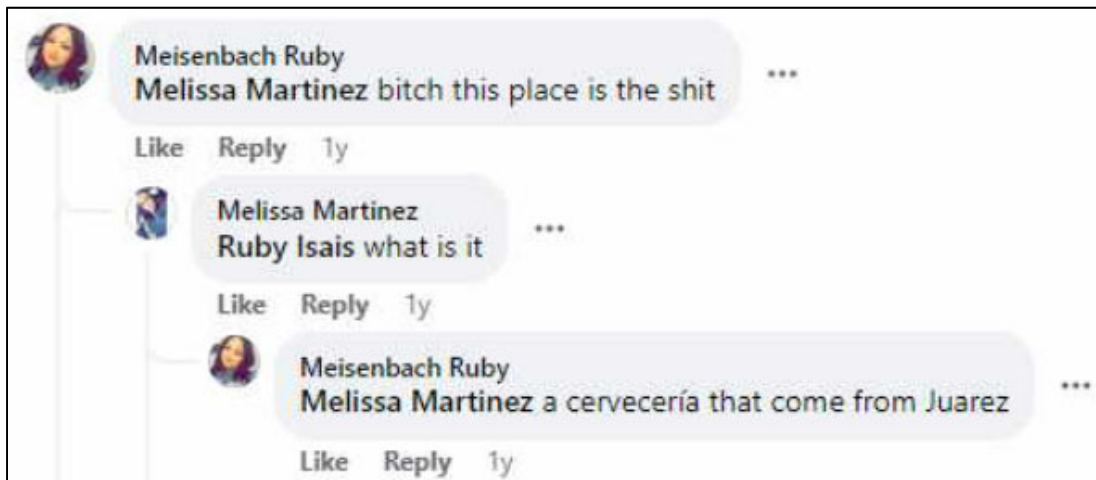 Meisenbach Ruby
Melissa Martinez bitch this place is the shit
Like Reply 1y
Melissa Martinez
Ruby Isais what is it
Like Reply 1y
Meisenbach Ruby
Melissa Martinez a cervecería that come from Juarez
Like Reply 1y